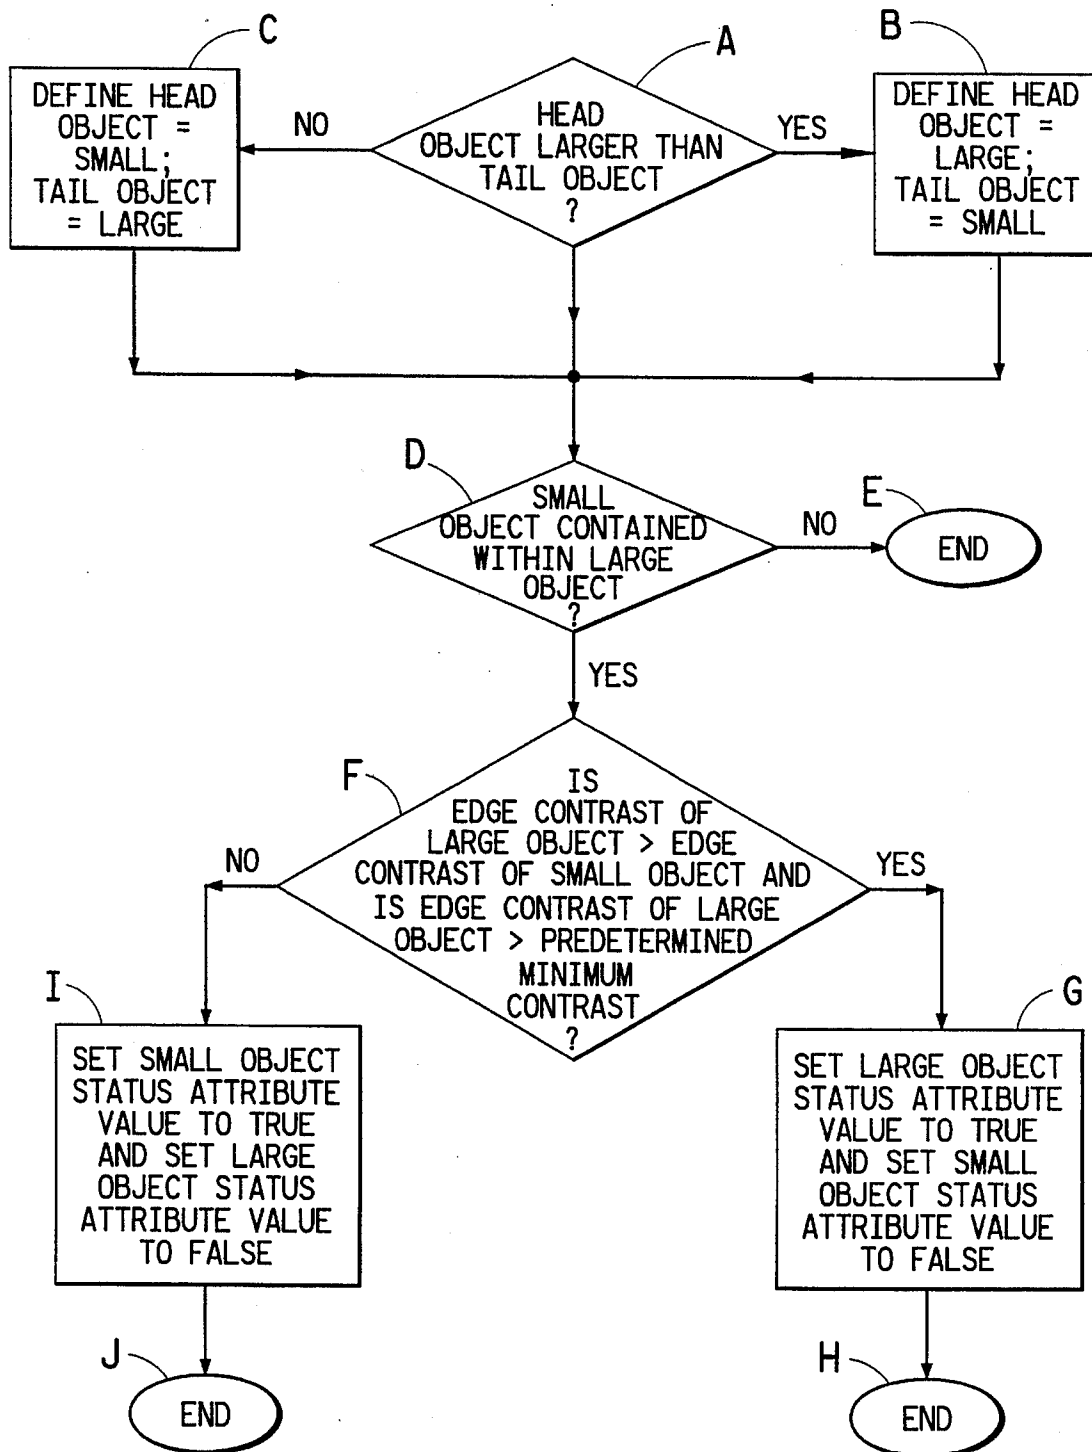 C
DEFINE HEAD
OBJECT =
SMALL;
TAIL OBJECT
= LARGE
NO
A
HEAD
OBJECT LARGER THAN
TAIL OBJECT
?
YES
B
DEFINE HEAD
OBJECT =
LARGE;
TAIL OBJECT
= SMALL
D
SMALL
OBJECT CONTAINED
WITHIN LARGE
OBJECT
?
NO
E
END
YES
F
IS
EDGE CONTRAST OF
LARGE OBJECT > EDGE
CONTRAST OF SMALL OBJECT AND
IS EDGE CONTRAST OF LARGE
OBJECT > PREDETERMINED
MINIMUM
CONTRAST
?
NO
YES
I
SET SMALL OBJECT
STATUS ATTRIBUTE
VALUE TO TRUE
AND SET LARGE
OBJECT STATUS
ATTRIBUTE VALUE
TO FALSE
G
SET LARGE OBJECT
STATUS ATTRIBUTE
VALUE TO TRUE
AND SET SMALL
OBJECT STATUS
ATTRIBUTE VALUE
TO FALSE
J
END
H
END